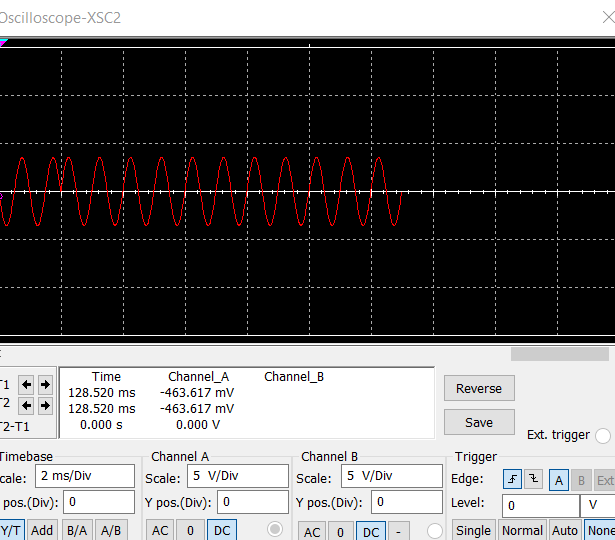 Oscilloscope-XSC2
T1
T2
T2-T1
Time Channel_A Channel_B
128.520 ms -463.617 mV
128.520 ms -463.617 mV
0.000 s 0.000 V
Reverse
Save
Ext. trigger
Timebase
cale: 2 ms/Div
pos.(Div): 0
Y/T Add B/A A/B
Channel A
Scale: 5 V/Div
Y pos.(Div): 0
AC 0 DC
Channel B
Scale: 5 V/Div
Y pos.(Div): 0
AC 0 DC -
Trigger
Edge: A B Ext
Level: 0 V
Single Normal Auto None